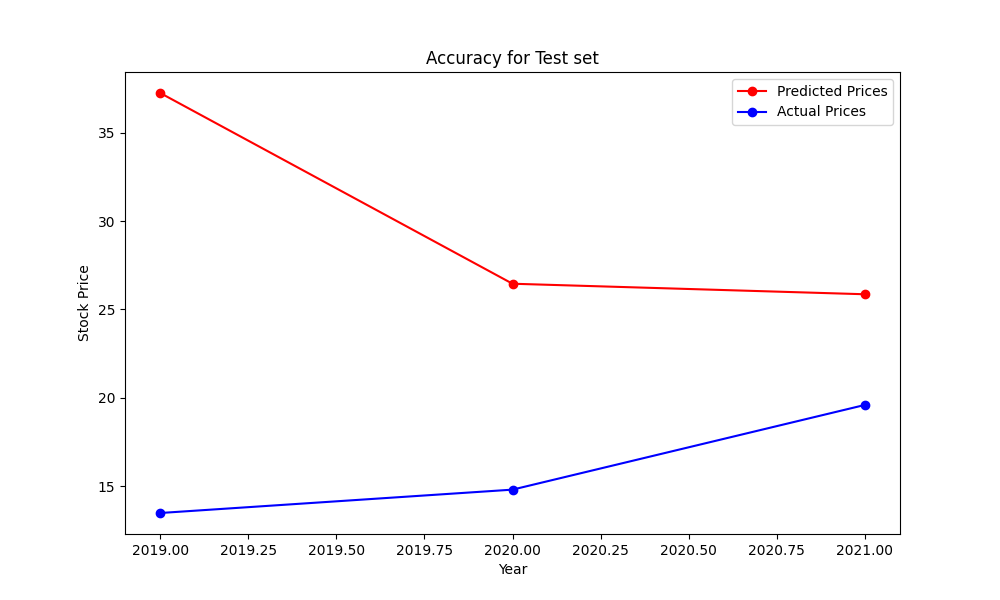 Accuracy for Test set
Predicted Prices
Actual Prices
35
30
25
20
15
Stock Price
2019.00 2019.25 2019.50 2019.75 2020.00 2020.25 2020.50 2020.75 2021.00
Year